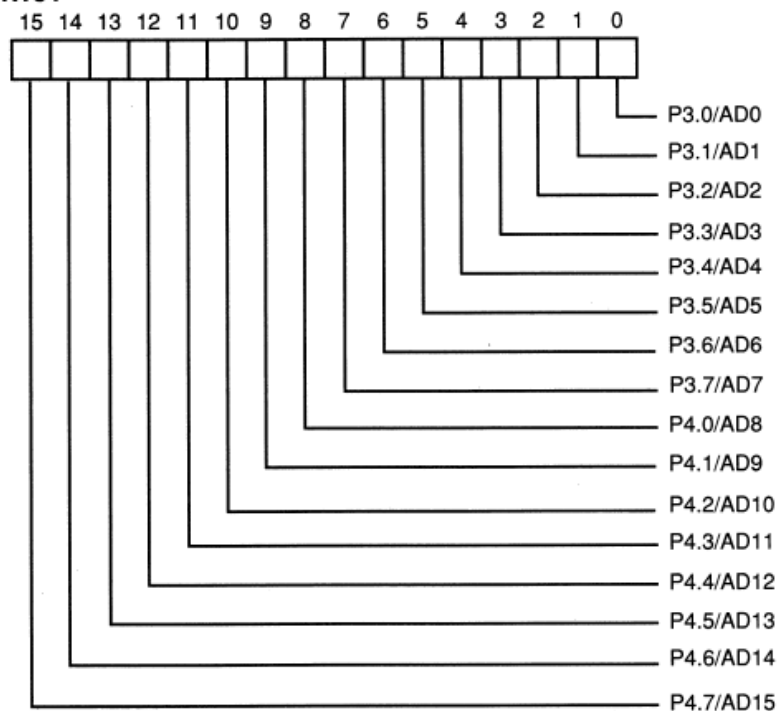 15 14 13 12 11 10 9 8 7 6 5 4 3 2 1 0
P3.0/AD0
P3.1/AD1
P3.2/AD2
P3.3/AD3
P3.4/AD4
P3.5/AD5
P3.6/AD6
P3.7/AD7
P4.0/AD8
P4.1/AD9
P4.2/AD10
P4.3/AD11
P4.4/AD12
P4.5/AD13
P4.6/AD14
P4.7/AD15